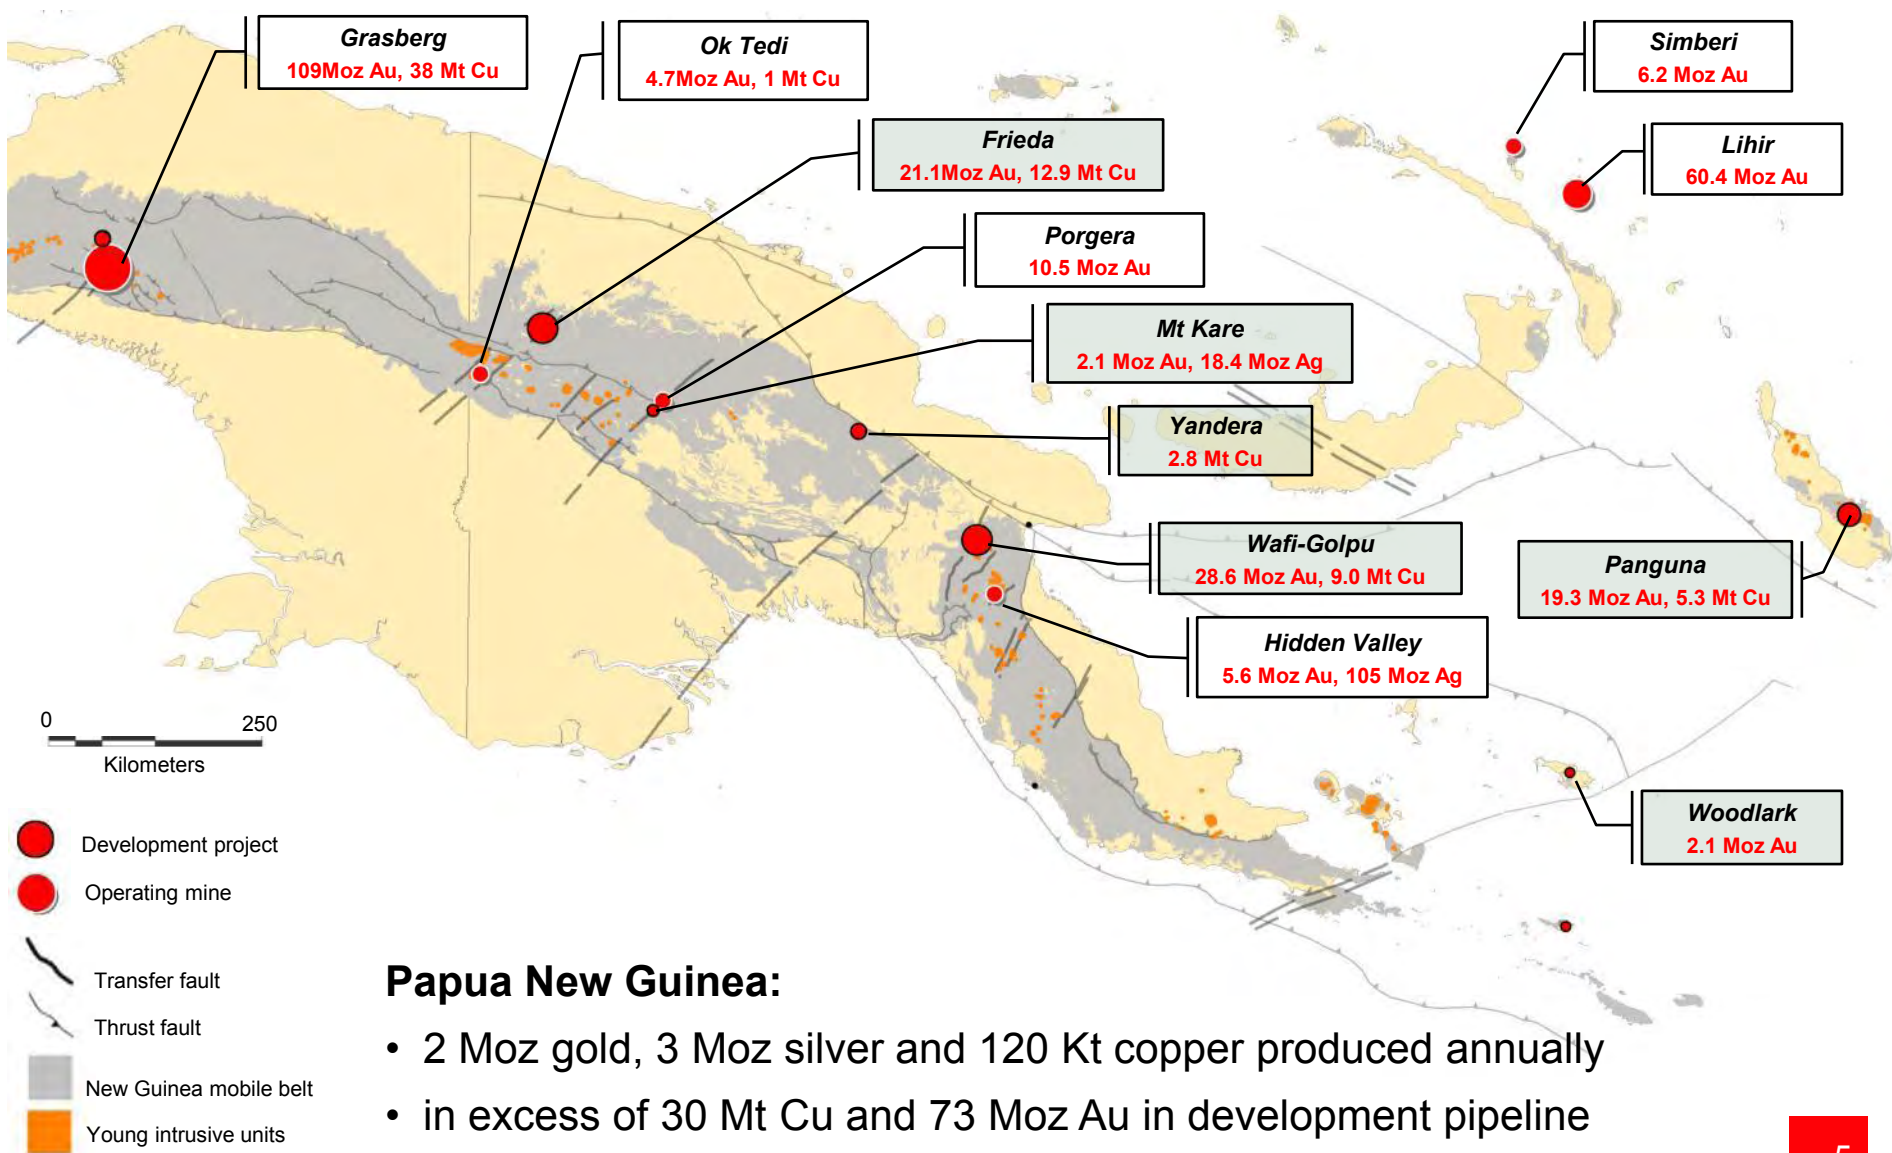 Grasberg
109Moz Au, 38 Mt Cu
Ok Tedi
4.7Moz Au, 1 Mt Cu
Simberi
6.2 Moz Au
Frieda
21.1Moz Au, 12.9 Mt Cu
Lihir
60.4 Moz Au
Porgera
10.5 Moz Au
Mt Kare
2.1 Moz Au, 18.4 Moz Ag
Yandera
2.8 Mt Cu
Wafi-Golpu
28.6 Moz Au, 9.0 Mt Cu
Panguna
19.3 Moz Au, 5.3 Mt Cu
Hidden Valley
5.6 Moz Au, 105 Moz Ag
0 250
Kilometers
Woodlark
2.1 Moz Au
Development project
Operating mine
Transfer fault
Thrust fault
New Guinea mobile belt
Young intrusive units
Papua New Guinea:
• 2 Moz gold, 3 Moz silver and 120 Kt copper produced annually
• in excess of 30 Mt Cu and 73 Moz Au in development pipeline